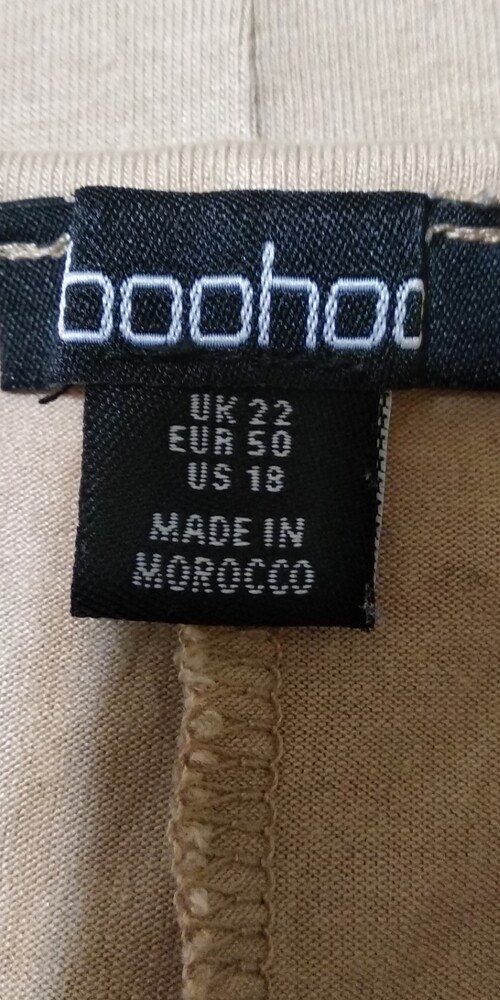 boohoo
UK 22
EUR 50
US 18
MADE IN
MOROCCO